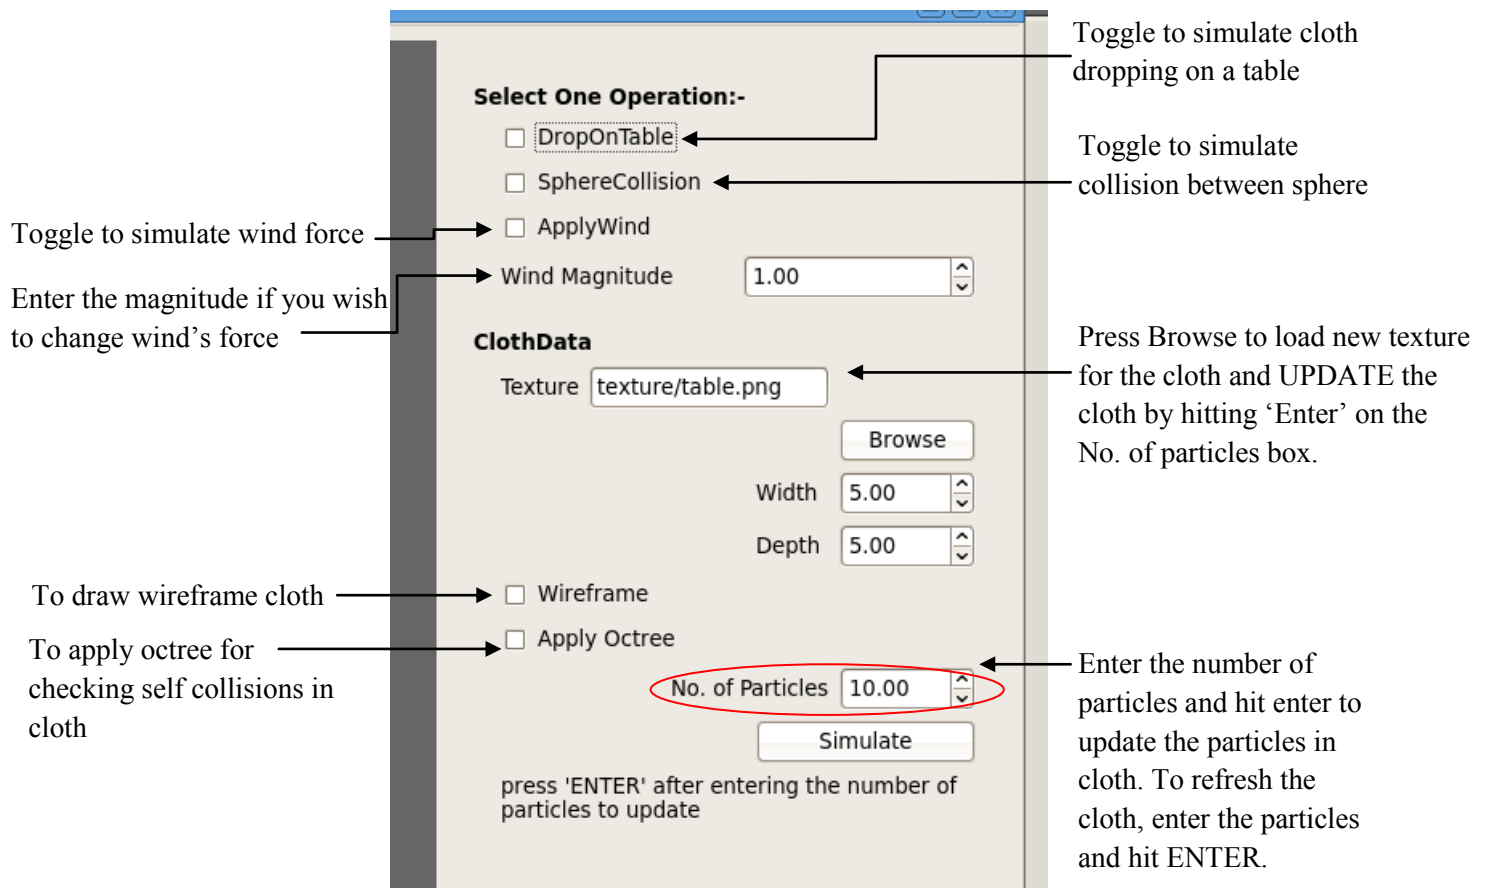 Toggle to simulate cloth
dropping on a table
Select One Operation:-
DropOnTable
Toggle to simulate
collision between sphere
SphereCollision
Toggle to simulate wind force
ApplyWind
Enter the magnitude if you wish
to change wind’s force
Wind Magnitude 1.00
ClothData
Press Browse to load new texture
for the cloth and UPDATE the
cloth by hitting ‘Enter’ on the
No. of particles box.
Texture texture/table.png
Browse
Width 5.00
Depth 5.00
To draw wireframe cloth
Wireframe
To apply octree for
checking self collisions in
cloth
Apply Octree
No. of Particles 10.00
Enter the number of
particles and hit enter to
update the particles in
cloth. To refresh the
cloth, enter the particles
and hit ENTER.
Simulate
press 'ENTER' after entering the number of
particles to update